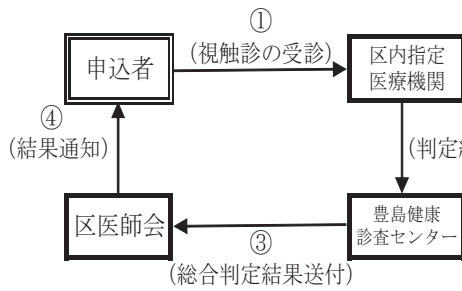 ①
(視触診の受診)
申込者
区内指定
医療機関
④
(結果通知)
(判定
区医師会
豊島健康
診査センター
③
(総合判定結果送付)